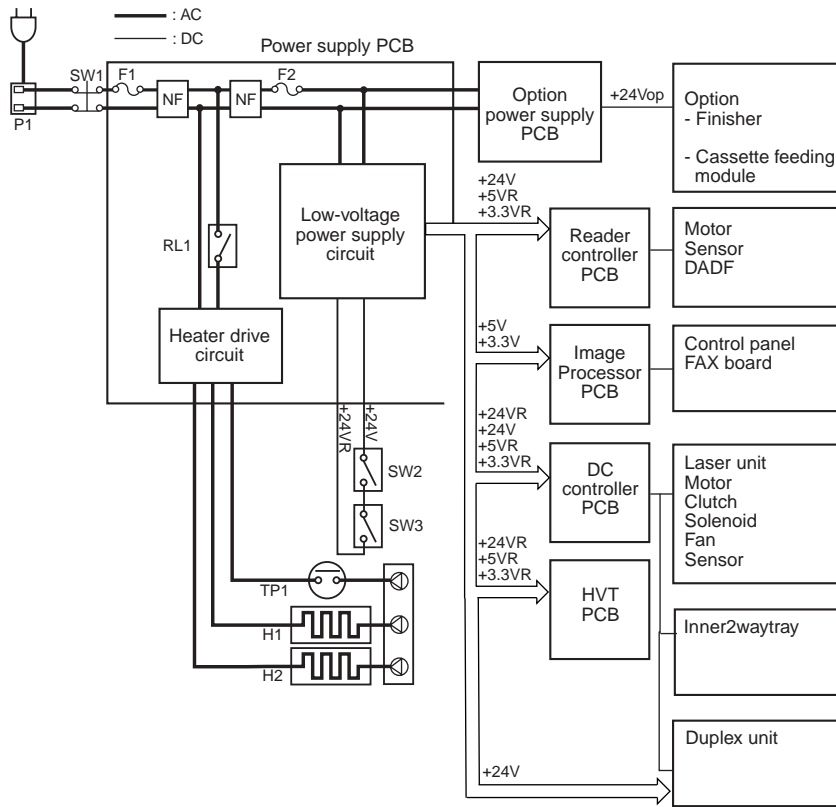 : AC
: DC
Power supply PCB
SW1
F1
F2
NF
NF
P1
Option
power supply
PCB
+24Vop
Option
- Finisher
- Cassette feeding
module
RL1
Low-voltage
power supply
circuit
+24V
+5VR
+3.3VR
Reader
controller
PCB
Motor
Sensor
DADF
Heater drive
circuit
+5V
+3.3V
Image
Processor
PCB
Control panel
FAX board
+24VR
+24V
+24VR
+24V
+5VR
+3.3VR
DC
controller
PCB
Laser unit
Motor
Clutch
Solenoid
Fan
Sensor
SW2
SW3
+24VR
+5VR
+3.3VR
HVT
PCB
TP1
H1
H2
Inner2waytray
Duplex unit
+24V